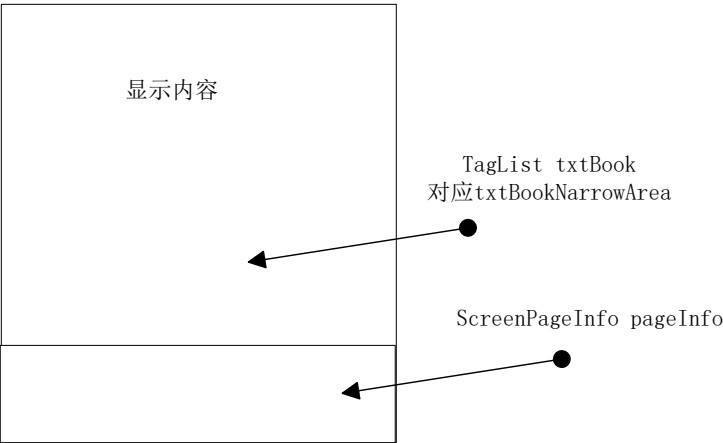 显示内容
TagList txtBook
对应txtBookNarrowArea
ScreenPageInfo pageInfo